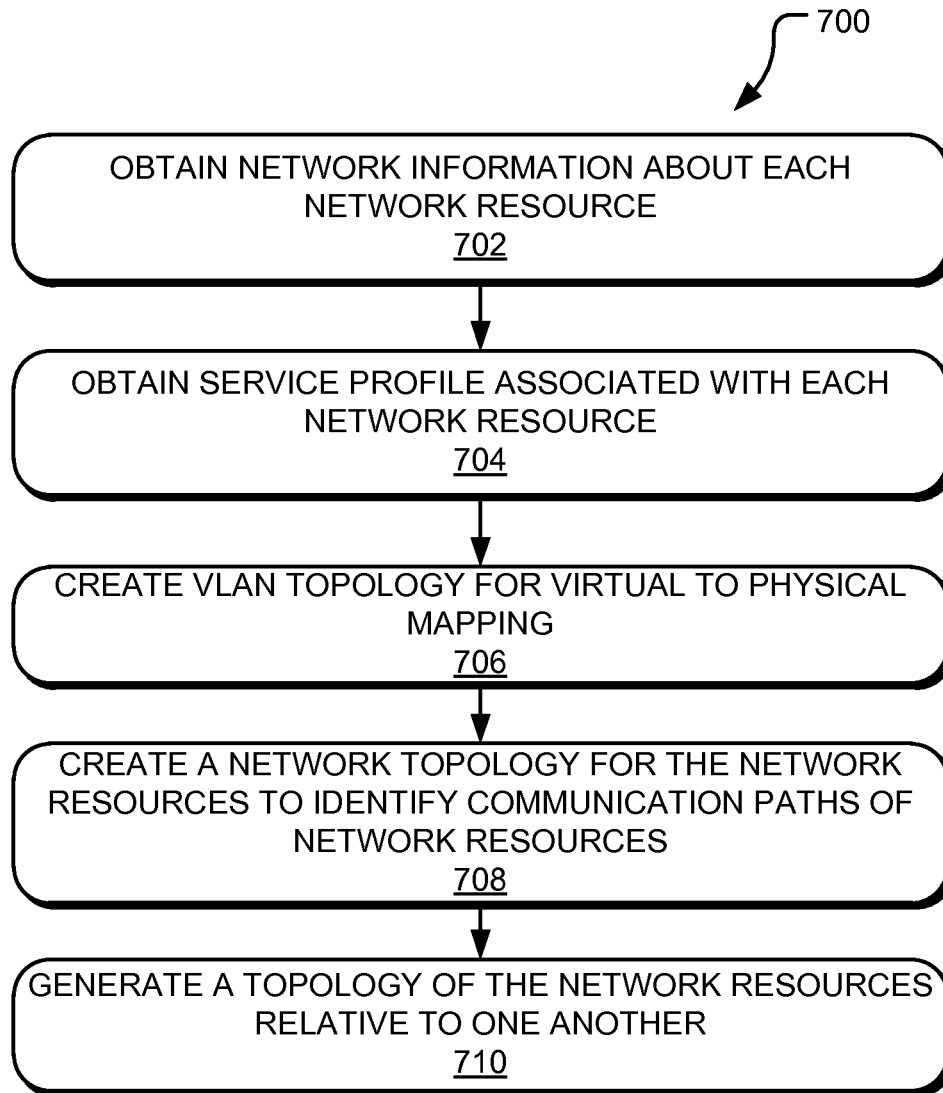 700
OBTAIN NETWORK INFORMATION ABOUT EACH
NETWORK RESOURCE
702
OBTAIN SERVICE PROFILE ASSOCIATED WITH EACH
NETWORK RESOURCE
704
CREATE VLAN TOPOLOGY FOR VIRTUAL TO PHYSICAL
MAPPING
706
CREATE A NETWORK TOPOLOGY FOR THE NETWORK
RESOURCES TO IDENTIFY COMMUNICATION PATHS OF
NETWORK RESOURCES
708
GENERATE A TOPOLOGY OF THE NETWORK RESOURCES
RELATIVE TO ONE ANOTHER
710